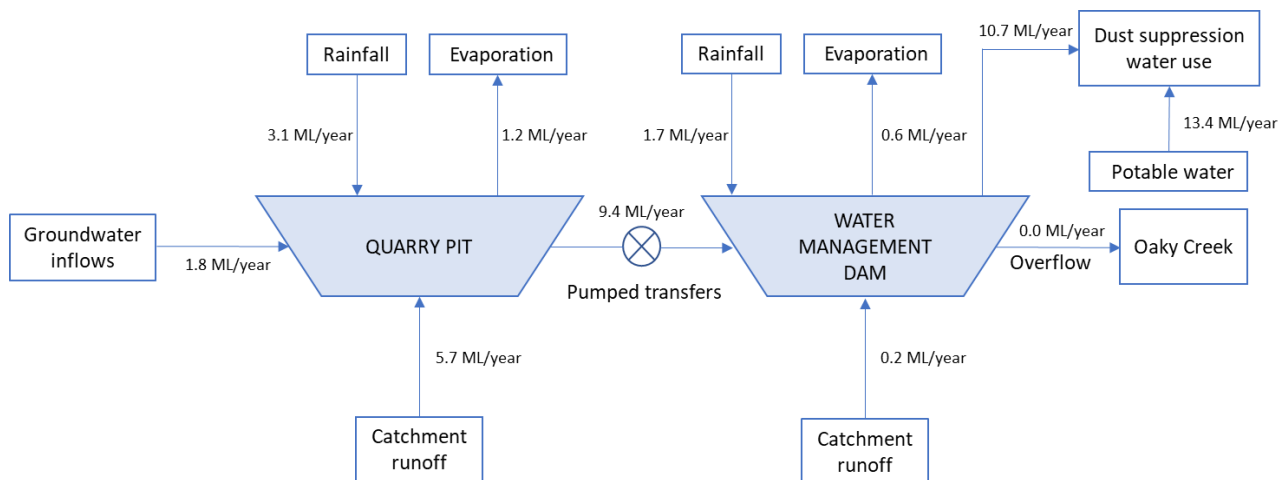 10.7 ML/year
Dust suppression
water use
Rainfall
Evaporation
Rainfall
Evaporation
3.1 ML/year
1.2 ML/year
1.7 ML/year
0.6 ML/year
13.4 ML/year
Potable water
Groundwater
inflows
1.8 ML/year
QUARRY PIT
9.4 ML/year
Pumped transfers
WATER
MANAGEMENT
DAM
0.0 ML/year
Overflow
Oaky Creek
5.7 ML/year
0.2 ML/year
Catchment
runoff
Catchment
runoff